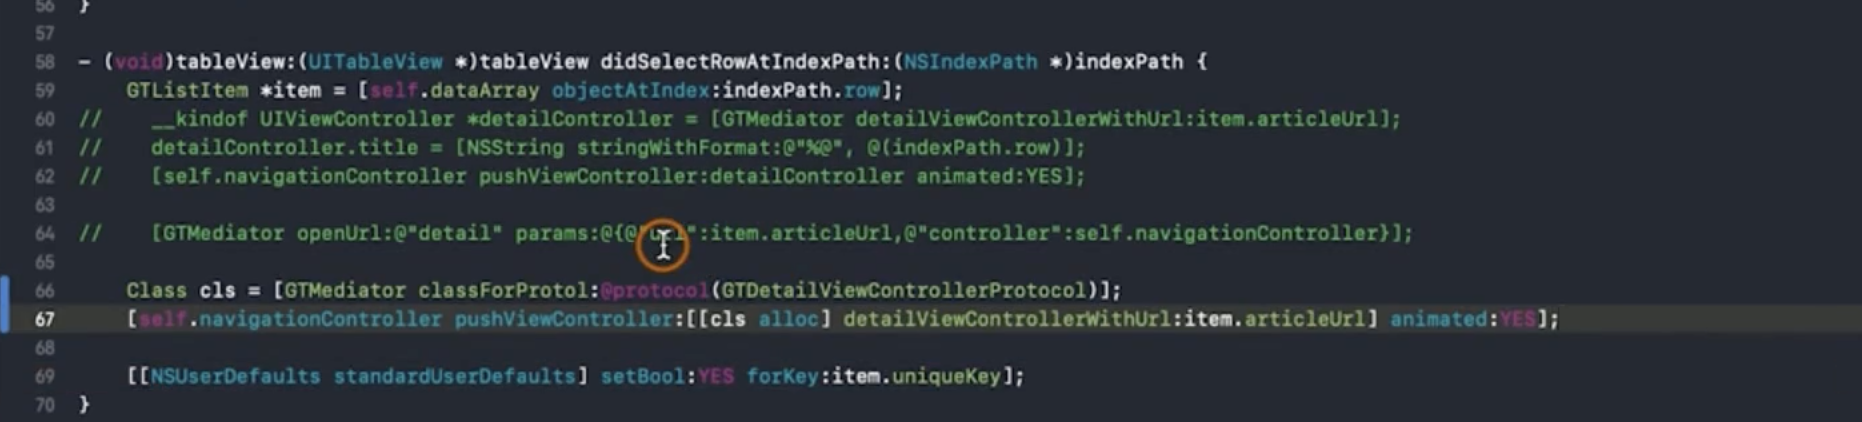 56 }
57
58 - (void)tableView:(UITableView *)tableView didSelectRowAtIndexPath:(NSIndexPath *)indexPath {
59 GTListItem *item = [self.dataArray objectAtIndex:indexPath.row];
60 // __kindof UIViewController *detailController = [GTMediator detailViewControllerWithUrl:item.articleUrl];
61 // detailController.title = [NSString stringWithFormat:@"%@", @(indexPath.row)];
62 // [self.navigationController pushViewController:detailController animated:YES];
63
64 // [GTMediator openUrl:@"detail" params:@{@"url":item.articleUrl,@"controller":self.navigationController}];
65
66 Class cls = [GTMediator classForProtol:@protocol(GTDetailViewControllerProtocol)];
67 [self.navigationController pushViewController:[[cls alloc] detailViewControllerWithUrl:item.articleUrl] animated:YES];
68
69 [[NSUserDefaults standardUserDefaults] setBool:YES forKey:item.uniqueKey];
70 }